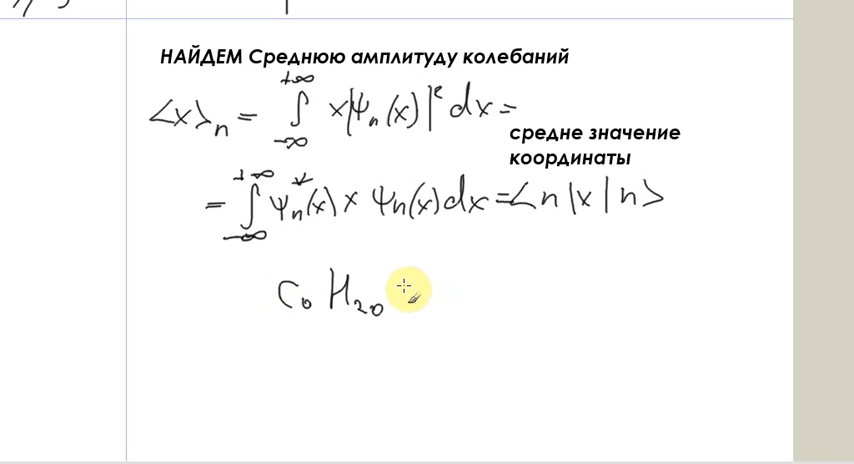 НАЙДЕМ Среднюю амплитуду колебаний
<x>ₙ = ∫₋∞⁺∞ x|Ψₙ(x)|² dx =
средне значение
координаты
= ∫₋∞⁺∞ Ψₙ*(x) x Ψₙ(x) dx = <n|x|n>
C₀ H₂₀